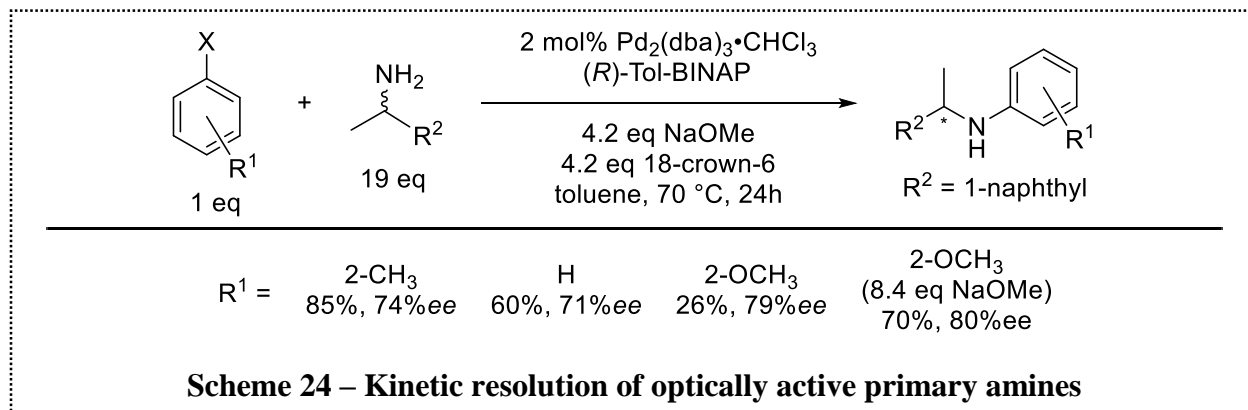 X
R¹
1 eq
+
NH₂
R²
19 eq
2 mol% Pd₂(dba)₃•CHCl₃
(R)-Tol-BINAP
4.2 eq NaOMe
4.2 eq 18-crown-6
toluene, 70 °C, 24h
R²
*
N
H
R¹
R² = 1-naphthyl
R¹ =
2-CH₃
85%, 74%ee
H
60%, 71%ee
2-OCH₃
26%, 79%ee
2-OCH₃
(8.4 eq NaOMe)
70%, 80%ee
Scheme 24 – Kinetic resolution of optically active primary amines